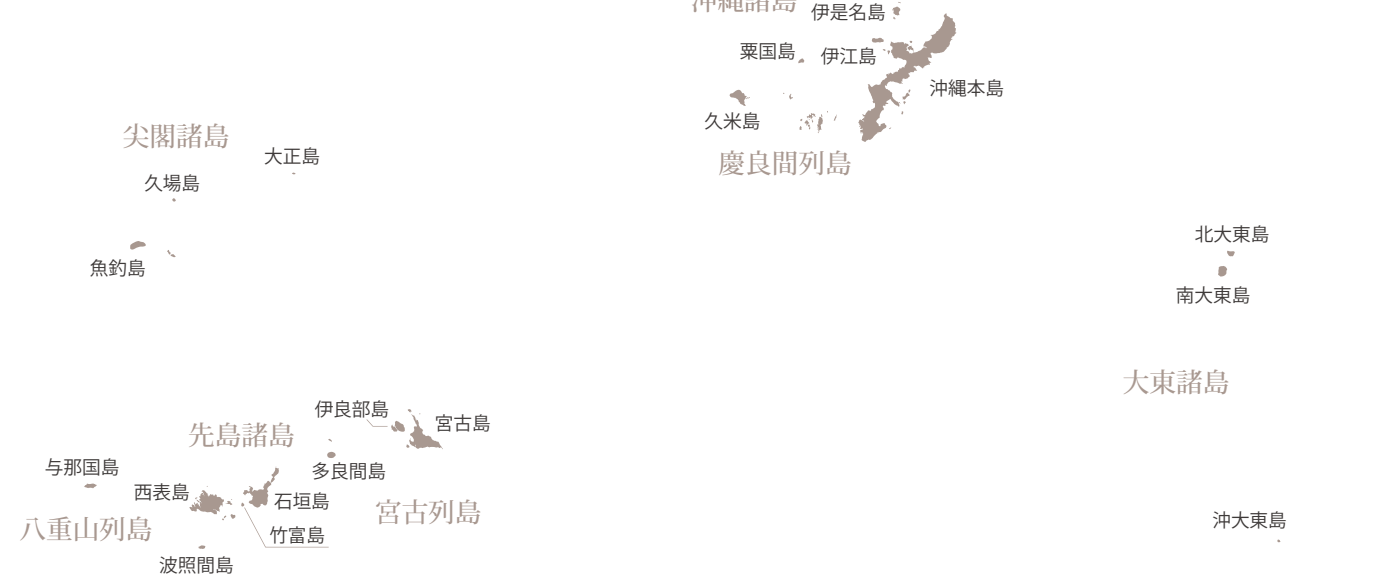 沖縄諸島
伊是名島
粟国島
伊江島
沖縄本島
久米島
慶良間列島
尖閣諸島
大正島
久場島
魚釣島
北大東島
南大東島
大東諸島
伊良部島
宮古島
先島諸島
多良間島
与那国島
西表島
石垣島
宮古列島
八重山列島
竹富島
波照間島
沖大東島